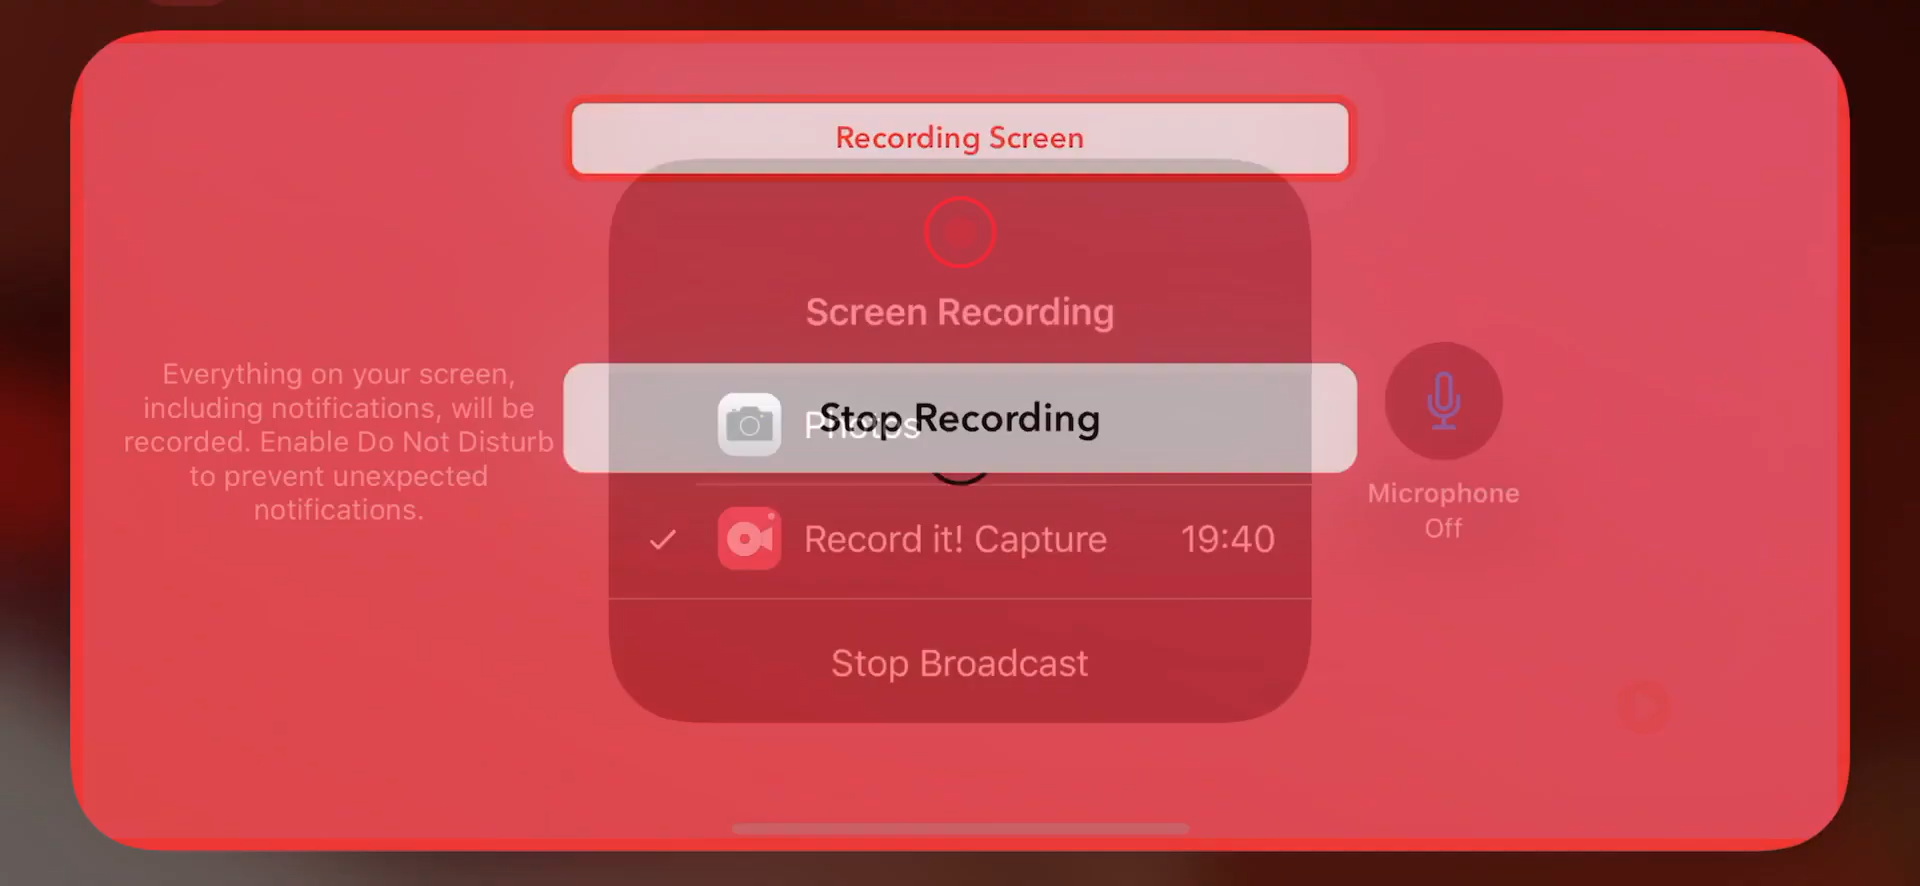 Recording Screen
Screen Recording
Everything on your screen,
including notifications, will be
recorded. Enable Do Not Disturb
to prevent unexpected
notifications.
Photos
Stop Recording
Microphone
Off
Record it! Capture 19:40
Stop Broadcast